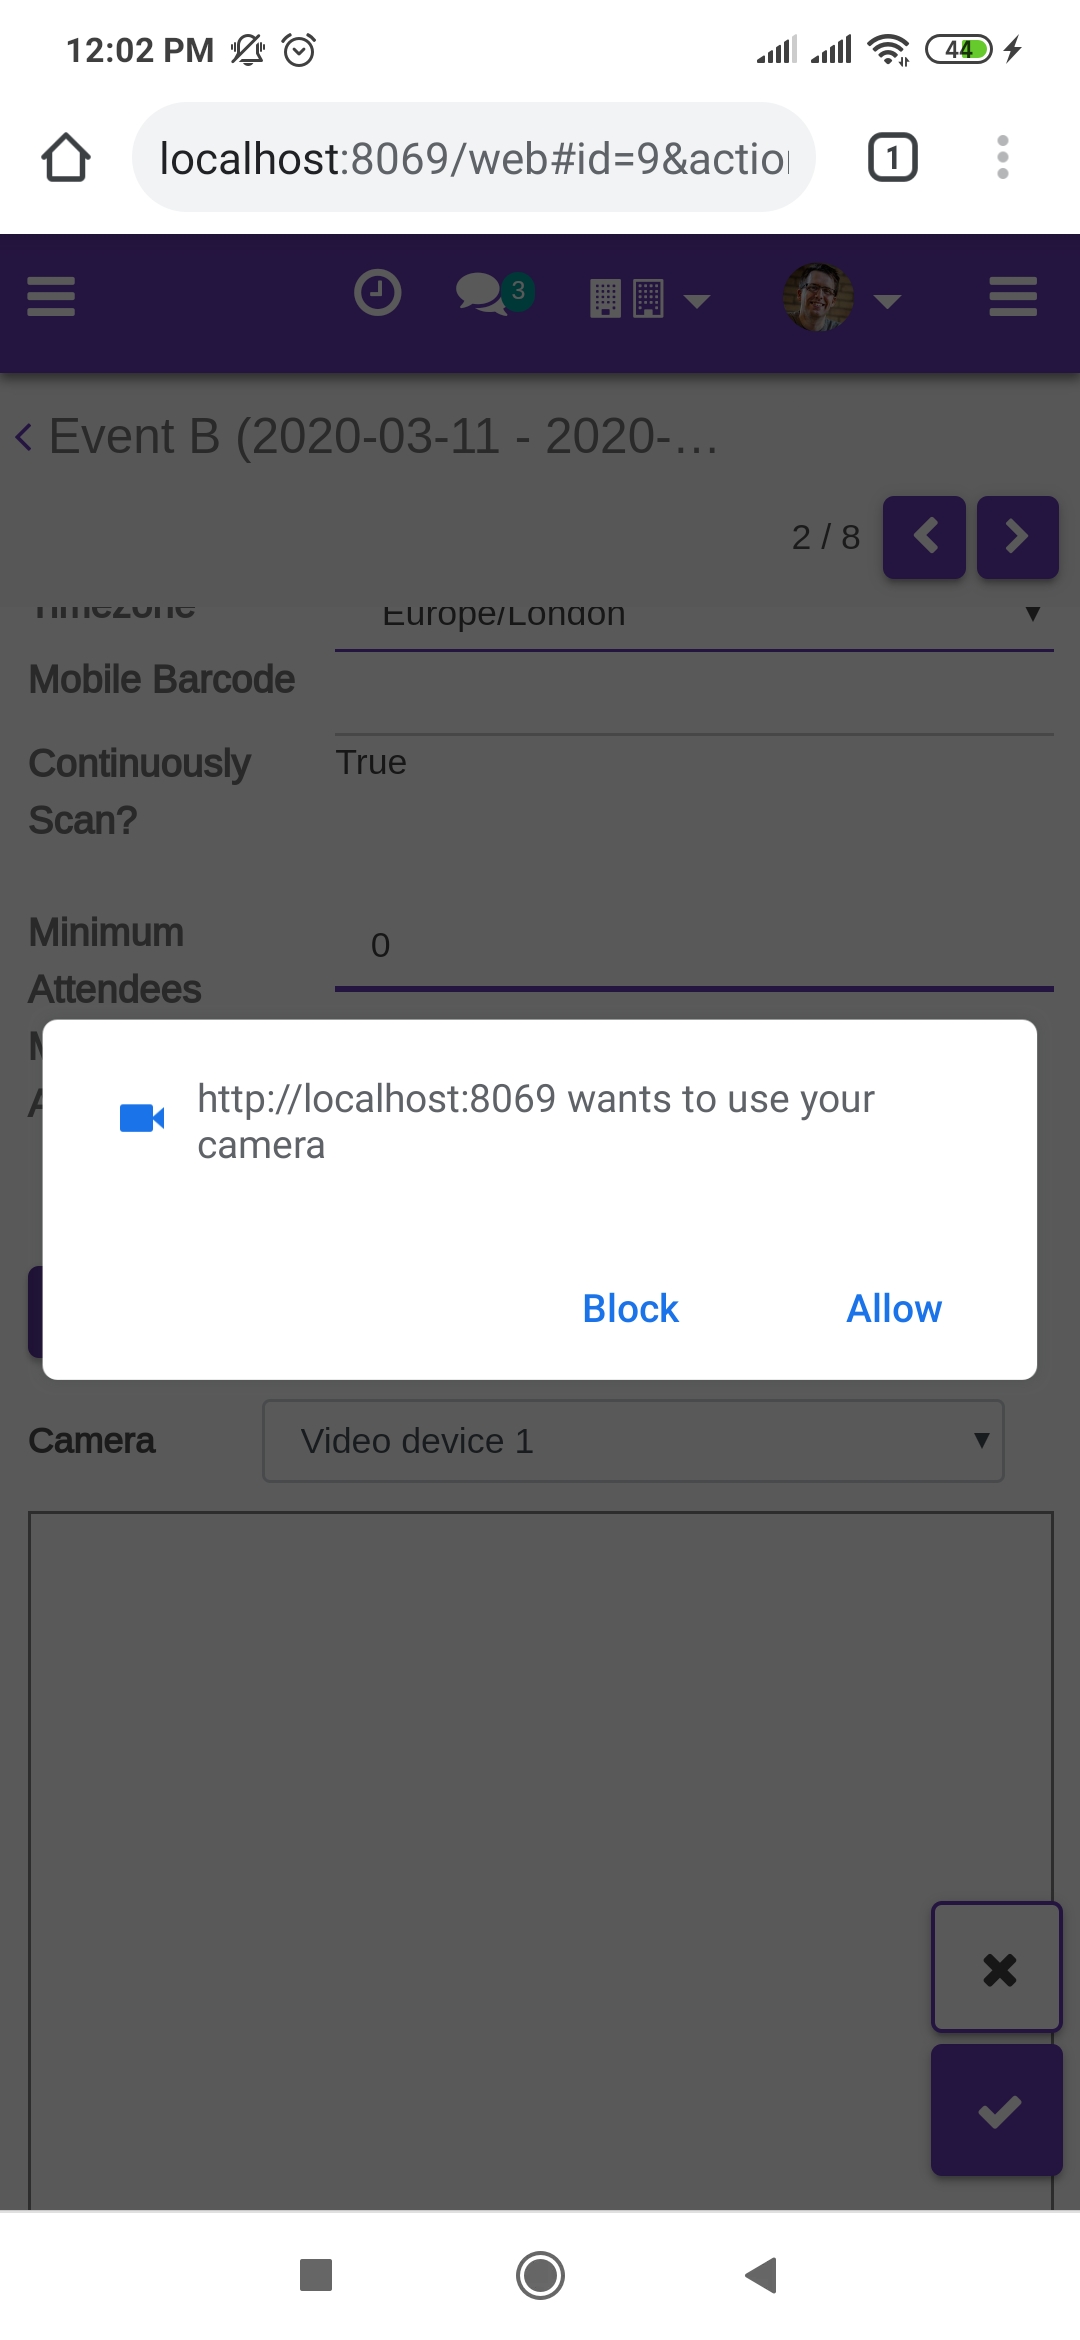 12:02 PM
44
localhost:8069/web#id=9&actio
1
3
Event B (2020-03-11 - 2020-...
2 / 8
Timezone
Europe/London
Mobile Barcode
Continuously
Scan?
True
Minimum
Attendees
0
M
A
http://localhost:8069 wants to use your
camera
Block
Allow
Camera
Video device 1